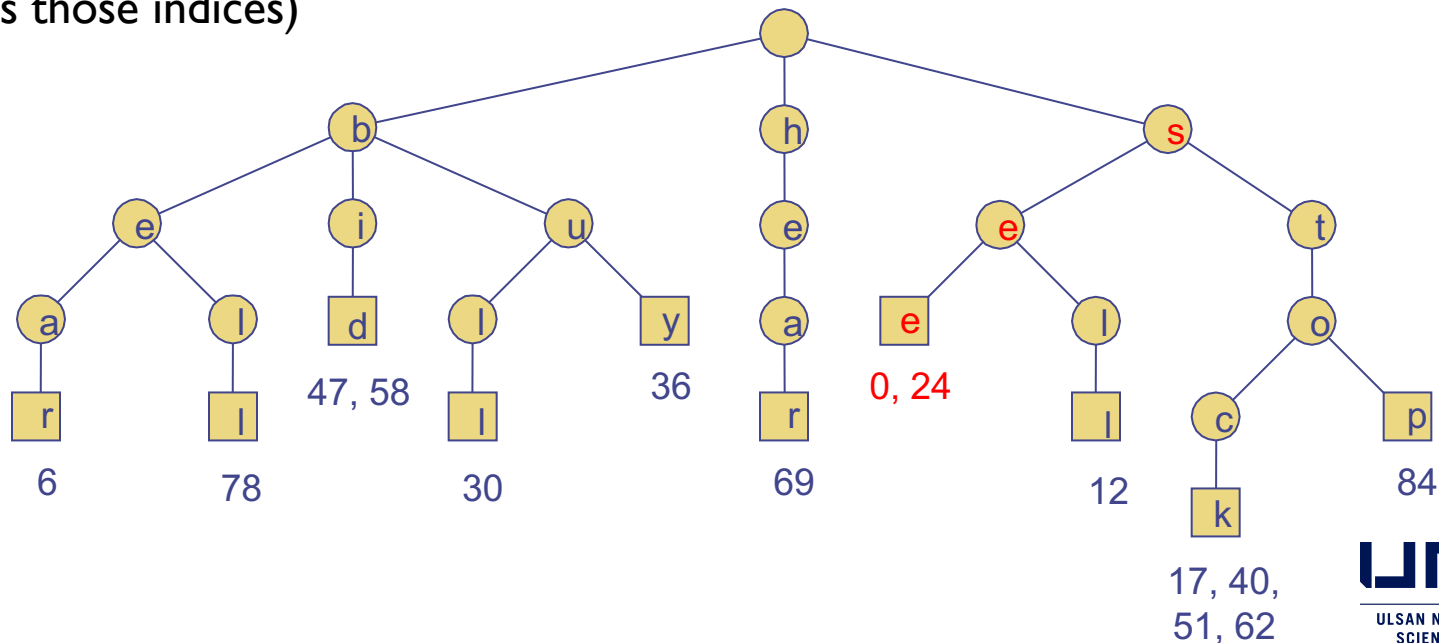 s those indices)
b h s
e i u e e t
a l d l y a e l o
47, 58 36 0, 24
r l l r l c p
6 78 30 69 12 84
k
17, 40,
51, 62
ULSAN N
SCIEN